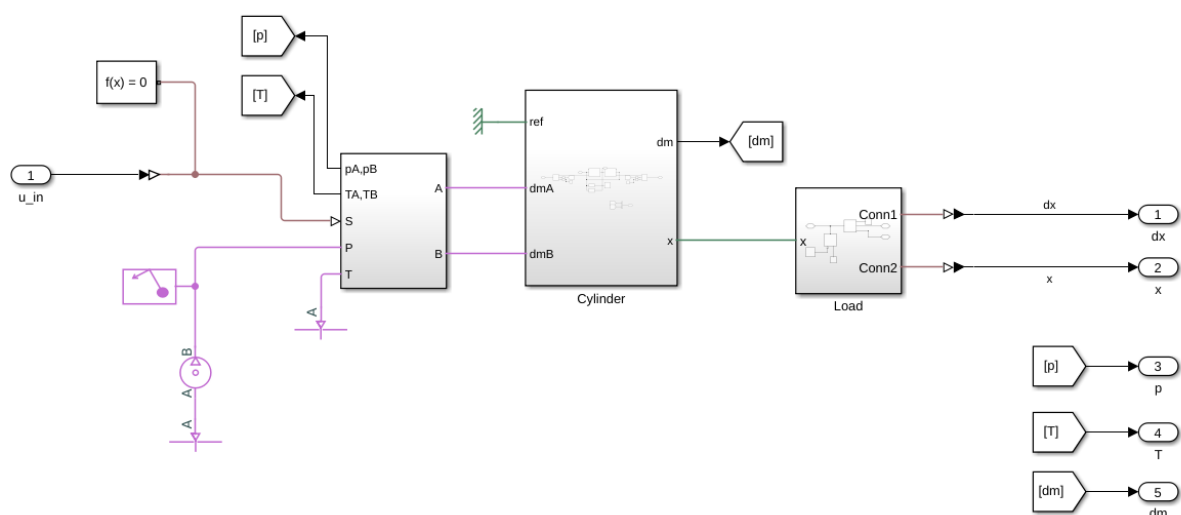 [p]
f(x) = 0
[T]
ref
dm
[dm]
1
u_in
pA,pB
TA,TB
S
P
T
A
B
dmA
dmB
x
Cylinder
x
Conn1
Conn2
Load
dx
1
dx
x
2
x
A
B
A
A
[p]
3
p
[T]
4
T
[dm]
5
dm